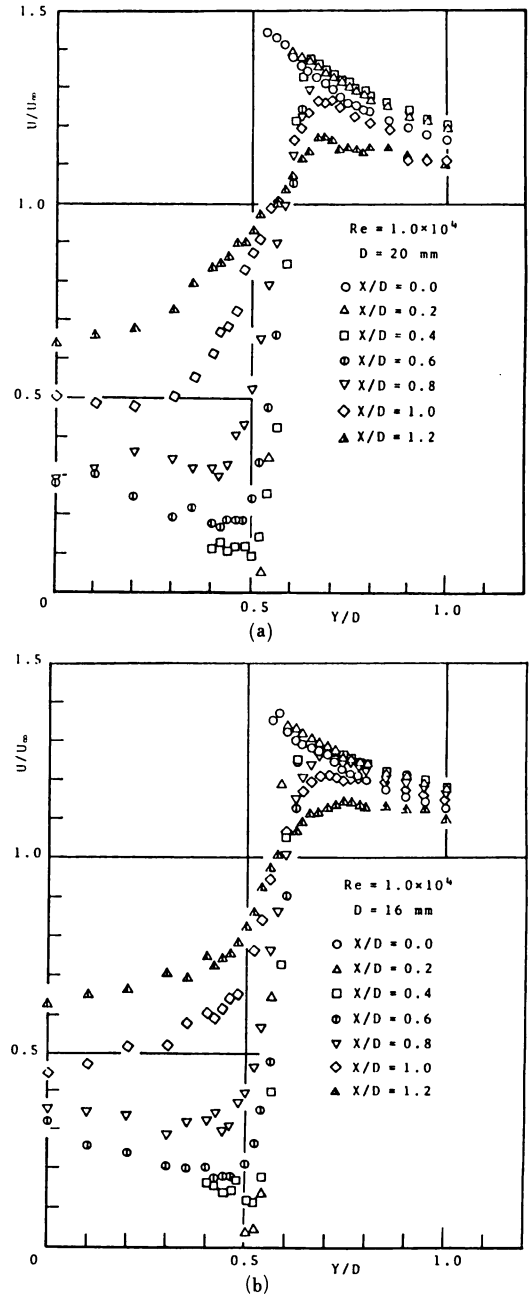 1.5
U/U∞
1.0
Re = 1.0×10⁴
D = 20 mm
○ X/D = 0.0
△ X/D = 0.2
□ X/D = 0.4
⦶ X/D = 0.6
▽ X/D = 0.8
◇ X/D = 1.0
◮ X/D = 1.2
0.5
0
0.5
1.0
Y/D
(a)
1.5
U/U∞
1.0
Re = 1.0×10⁴
D = 16 mm
○ X/D = 0.0
△ X/D = 0.2
□ X/D = 0.4
⦶ X/D = 0.6
▽ X/D = 0.8
◇ X/D = 1.0
◮ X/D = 1.2
0.5
0
0.5
1.0
Y/D
(b)